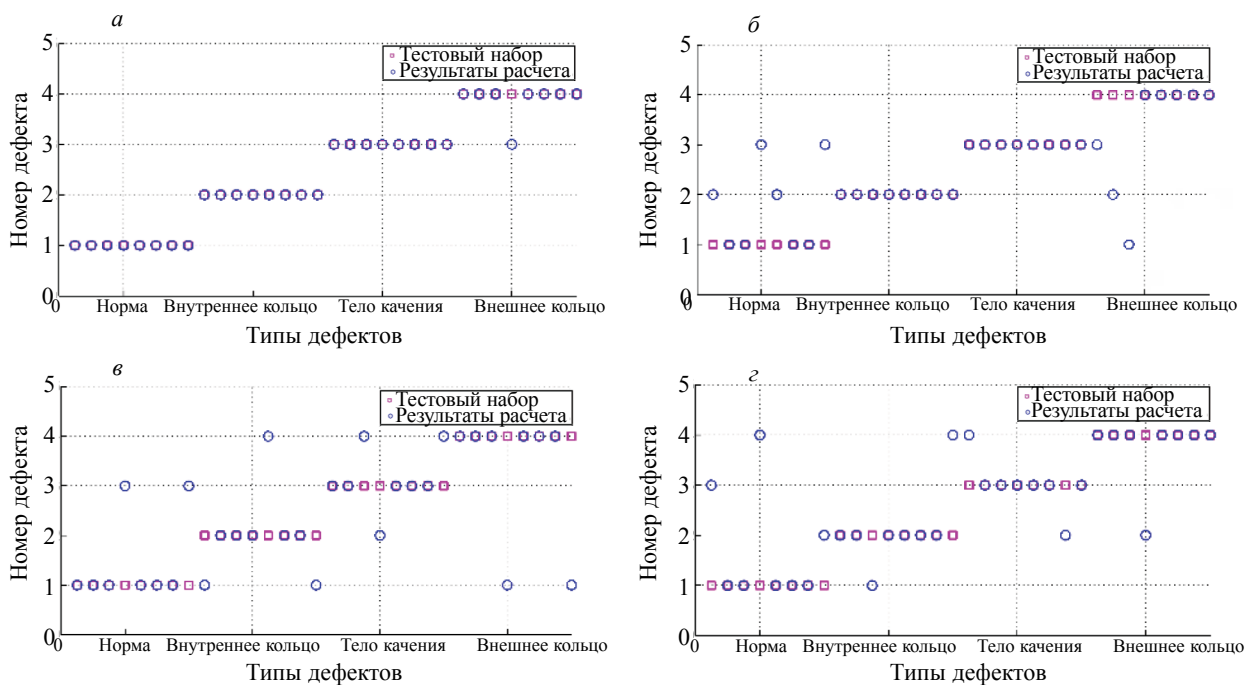 а
5
4
3
2
1
0
Номер дефекта
Тестовый набор
Результаты расчета
0
Норма
Внутреннее кольцо
Тело качения
Внешнее кольцо
Типы дефектов
б
5
4
3
2
1
0
Номер дефекта
Тестовый набор
Результаты расчета
0
Норма
Внутреннее кольцо
Тело качения
Внешнее кольцо
Типы дефектов
в
5
4
3
2
1
0
Номер дефекта
Тестовый набор
Результаты расчета
0
Норма
Внутреннее кольцо
Тело качения
Внешнее кольцо
Типы дефектов
г
5
4
3
2
1
0
Номер дефекта
Тестовый набор
Результаты расчета
0
Норма
Внутреннее кольцо
Тело качения
Внешнее кольцо
Типы дефектов